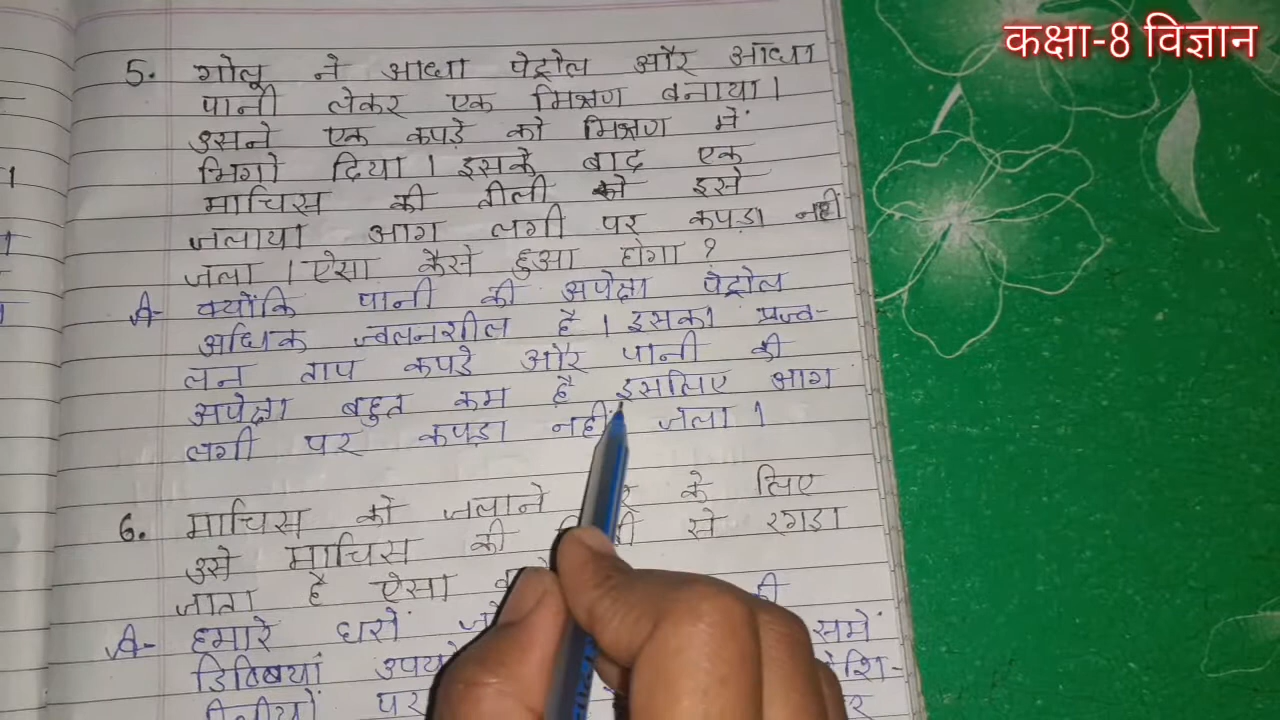 कक्षा-8 विज्ञान
5. गोलू ने आधा पेट्रोल और आधा
पानी लेकर एक मिश्रण बनाया।
उसने एक कपड़े को मिश्रण में
भिगो दिया। इसके बाद एक
माचिस की तीली से इसे
जलाया आग लगी पर कपड़ा नहीं
जला। ऐसा कैसे हुआ होगा?
A- क्योंकि पानी की अपेक्षा पेट्रोल
अधिक ज्वलनशील है। इसका प्रज्व-
लन ताप कपडे और पानी की
अपेक्षा बहुत कम है इसलिए आग
लगी पर कपड़ा नहीं जला।
6. माचिस को जलाने के लिए
उसे माचिस की से रगडा
जाता है ऐसा
A- हमारे घरों
डिब्बियां
पर